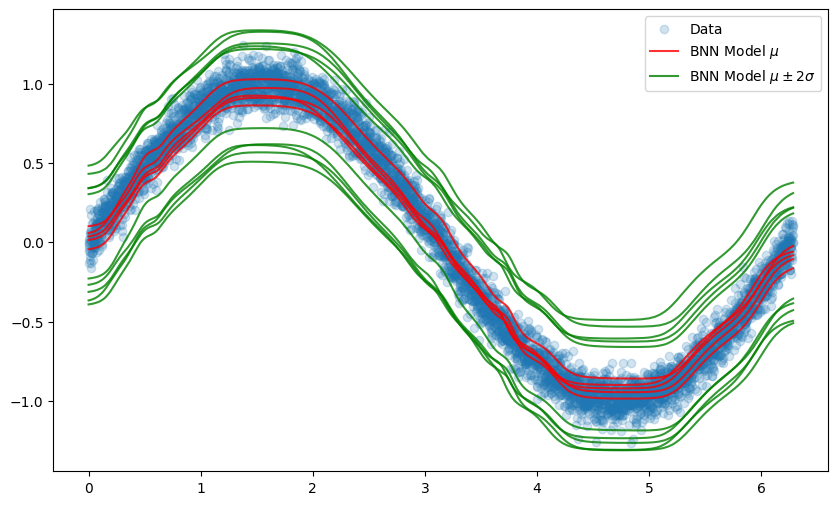 Data
BNN Model μ
BNN Model μ ± 2σ
1.0
0.5
0.0
−0.5
−1.0
0 1 2 3 4 5 6